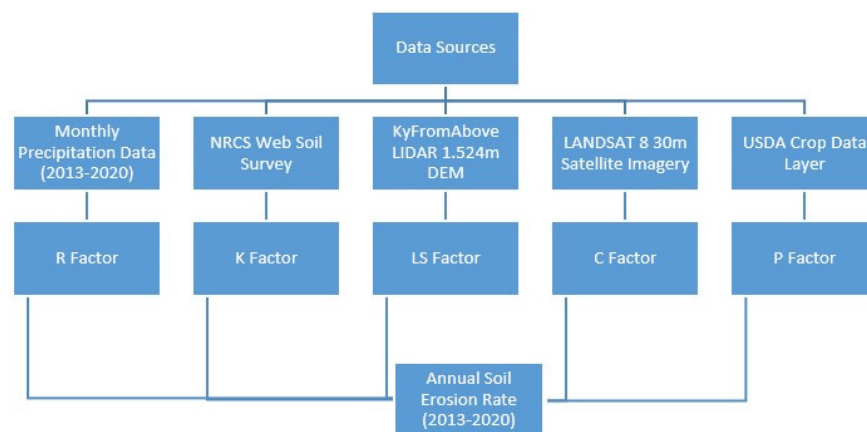 Data Sources
Monthly
Precipitation Data
(2013-2020)
NRCS Web Soil
Survey
KyFromAbove
LIDAR 1.524m
DEM
LANDSAT 8 30m
Satellite Imagery
USDA Crop Data
Layer
R Factor
K Factor
LS Factor
C Factor
P Factor
Annual Soil
Erosion Rate
(2013-2020)